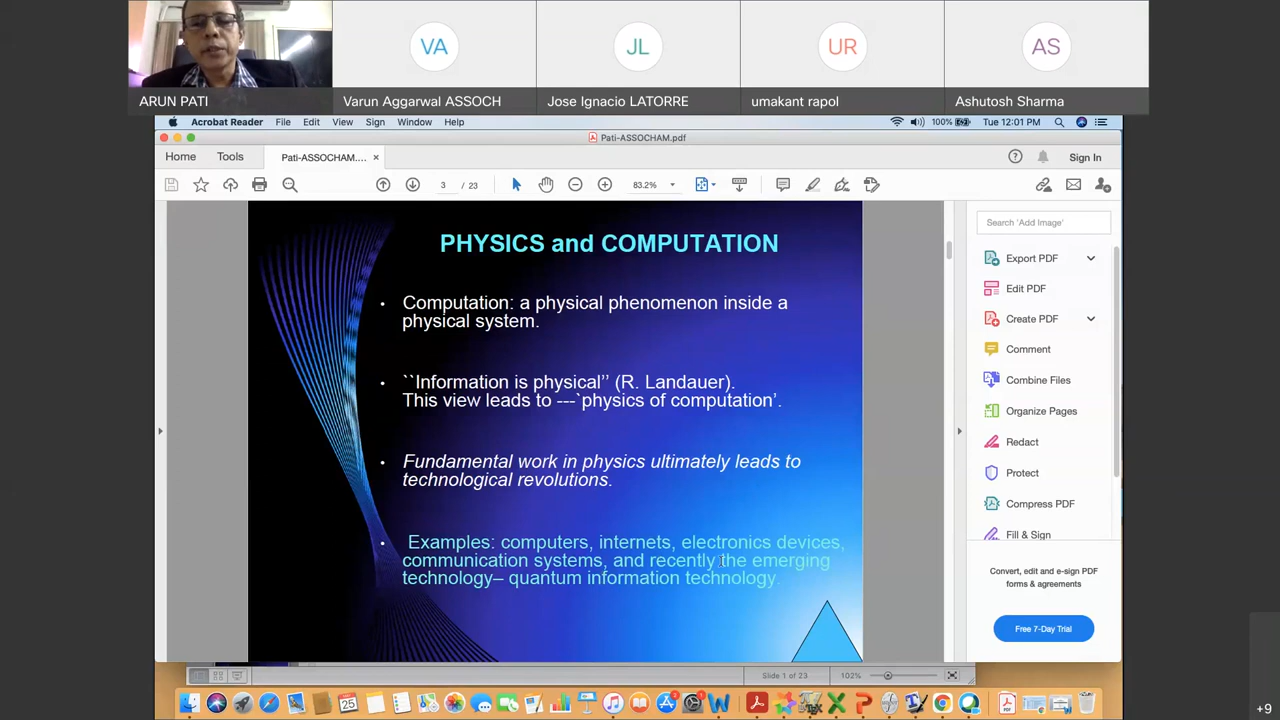 VA
JL
UR
AS
ARUN PATI
Varun Aggarwal ASSOCH
Jose Ignacio LATORRE
umakant rapol
Ashutosh Sharma
Acrobat Reader File Edit View Sign Window Help
100% Tue 12:01 PM
Pati-ASSOCHAM.pdf
Home Tools Pati-ASSOCHAM.... × Sign In
3 / 23 83.2%
PHYSICS and COMPUTATION
• Computation: a physical phenomenon inside a
physical system.
• ``Information is physical’’ (R. Landauer).
This view leads to ---`physics of computation’.
• Fundamental work in physics ultimately leads to
technological revolutions.
• Examples: computers, internets, electronics devices,
communication systems, and recently the emerging
technology– quantum information technology.
Search 'Add Image'
Export PDF
Edit PDF
Create PDF
Comment
Combine Files
Organize Pages
Redact
Protect
Compress PDF
Fill & Sign
Convert, edit and e-sign PDF
forms & agreements
Free 7-Day Trial
Slide 1 of 23 102%
25
+9